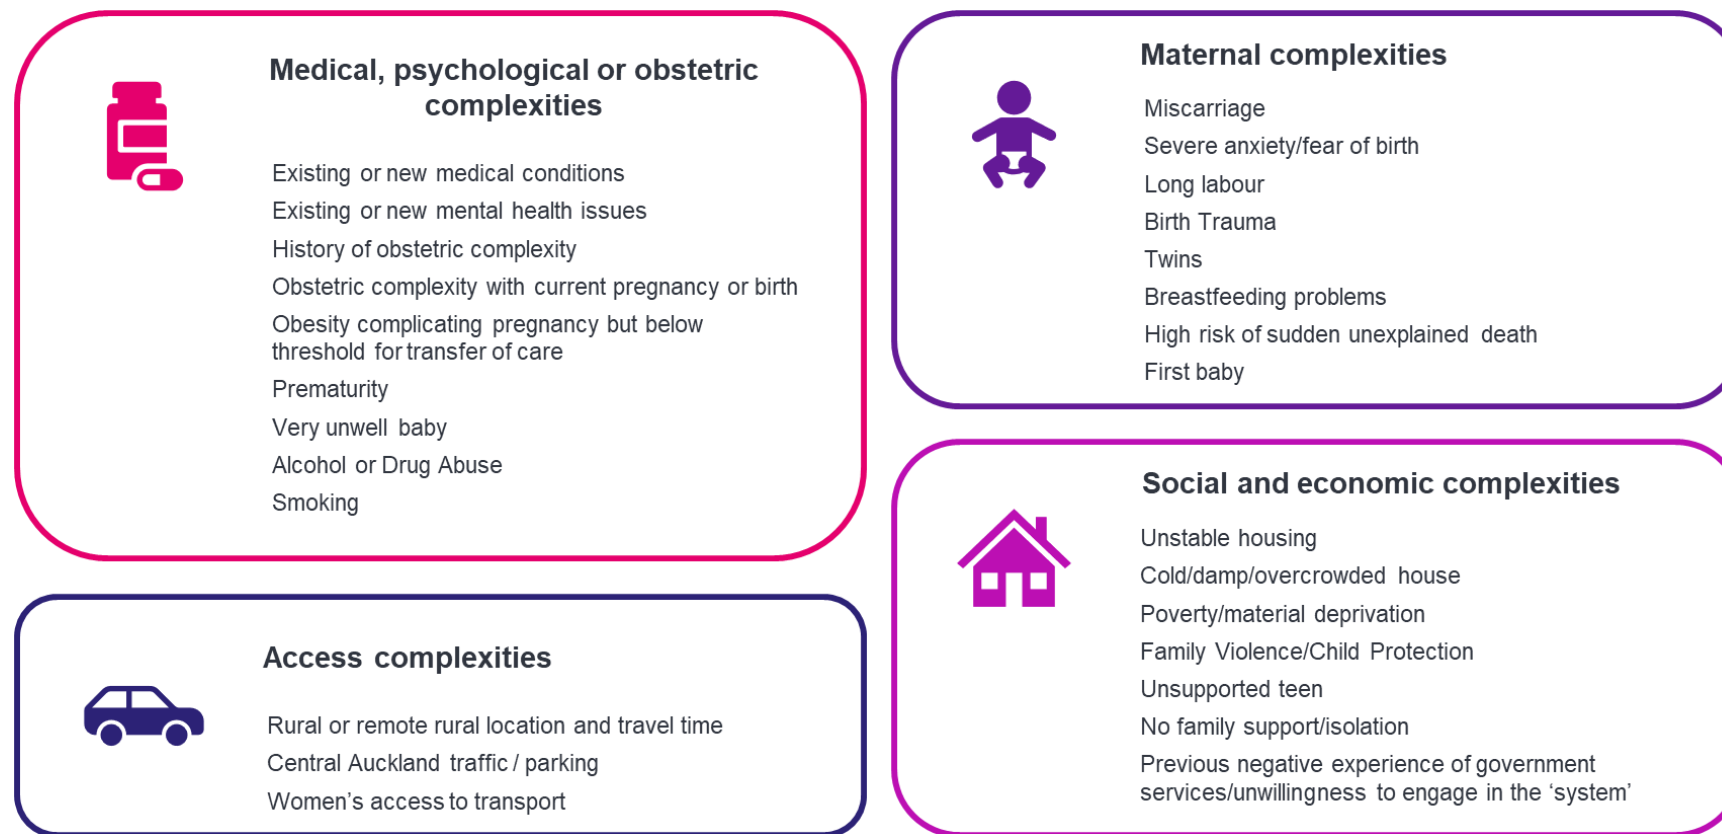 Medical, psychological or obstetric
complexities
Existing or new medical conditions
Existing or new mental health issues
History of obstetric complexity
Obstetric complexity with current pregnancy or birth
Obesity complicating pregnancy but below
threshold for transfer of care
Prematurity
Very unwell baby
Alcohol or Drug Abuse
Smoking
Access complexities
Rural or remote rural location and travel time
Central Auckland traffic / parking
Women’s access to transport
Maternal complexities
Miscarriage
Severe anxiety/fear of birth
Long labour
Birth Trauma
Twins
Breastfeeding problems
High risk of sudden unexplained death
First baby
Social and economic complexities
Unstable housing
Cold/damp/overcrowded house
Poverty/material deprivation
Family Violence/Child Protection
Unsupported teen
No family support/isolation
Previous negative experience of government
services/unwillingness to engage in the ‘system’